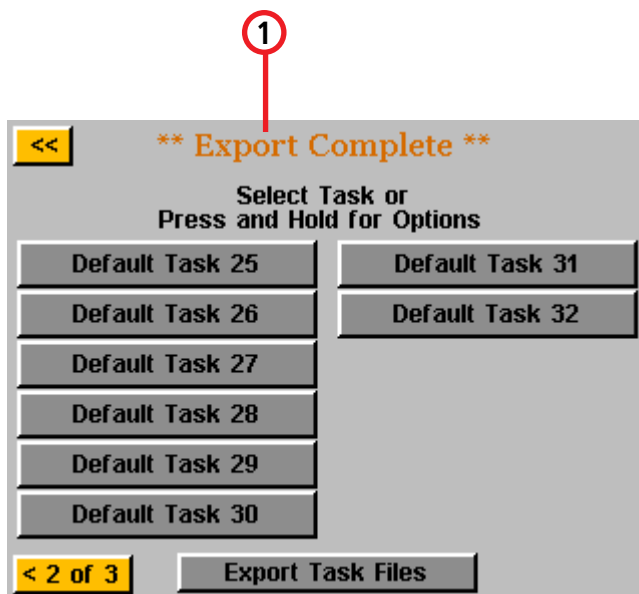 1
<< ** Export Complete **
Select Task or
Press and Hold for Options
Default Task 25 Default Task 31
Default Task 26 Default Task 32
Default Task 27
Default Task 28
Default Task 29
Default Task 30
< 2 of 3 Export Task Files